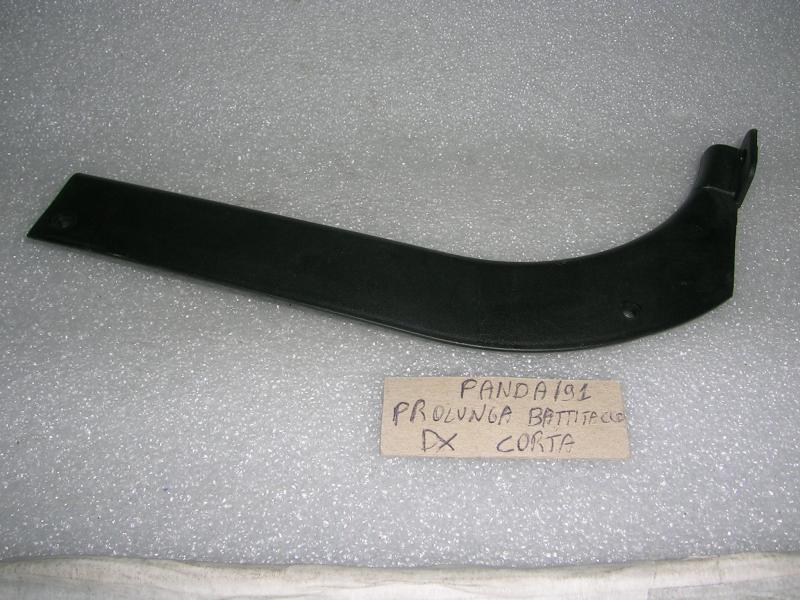 PANDA/91
PROLUNGA BATTITACCO
DX CORTA